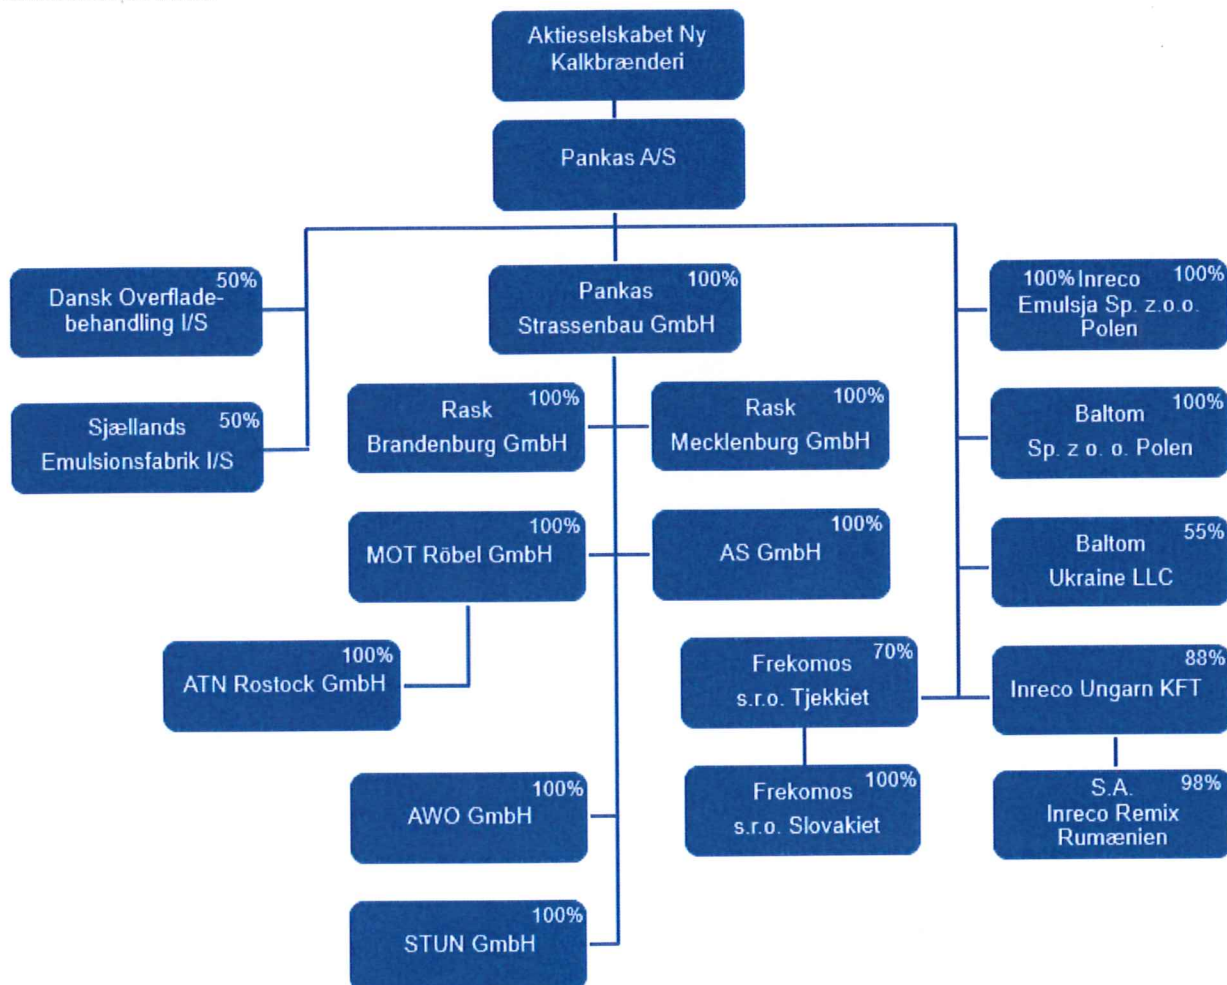 Aktieselskabet Ny
Kalkbrænderi
Pankas A/S
50%
Dansk Overflade-
behandling I/S
100%
Pankas
Strassenbau GmbH
100% Inreco 100%
Emulsja Sp. z.o.o.
Polen
Sjællands 50%
Emulsionsfabrik I/S
Rask 100%
Brandenburg GmbH
Rask 100%
Mecklenburg GmbH
Baltom 100%
Sp. z o. o. Polen
100%
MOT Röbel GmbH
100%
AS GmbH
Baltom 55%
Ukraine LLC
100%
ATN Rostock GmbH
Frekomos 70%
s.r.o. Tjekkiet
88%
Inreco Ungarn KFT
100%
AWO GmbH
Frekomos 100%
s.r.o. Slovakiet
S.A. 98%
Inreco Remix
Rumænien
100%
STUN GmbH